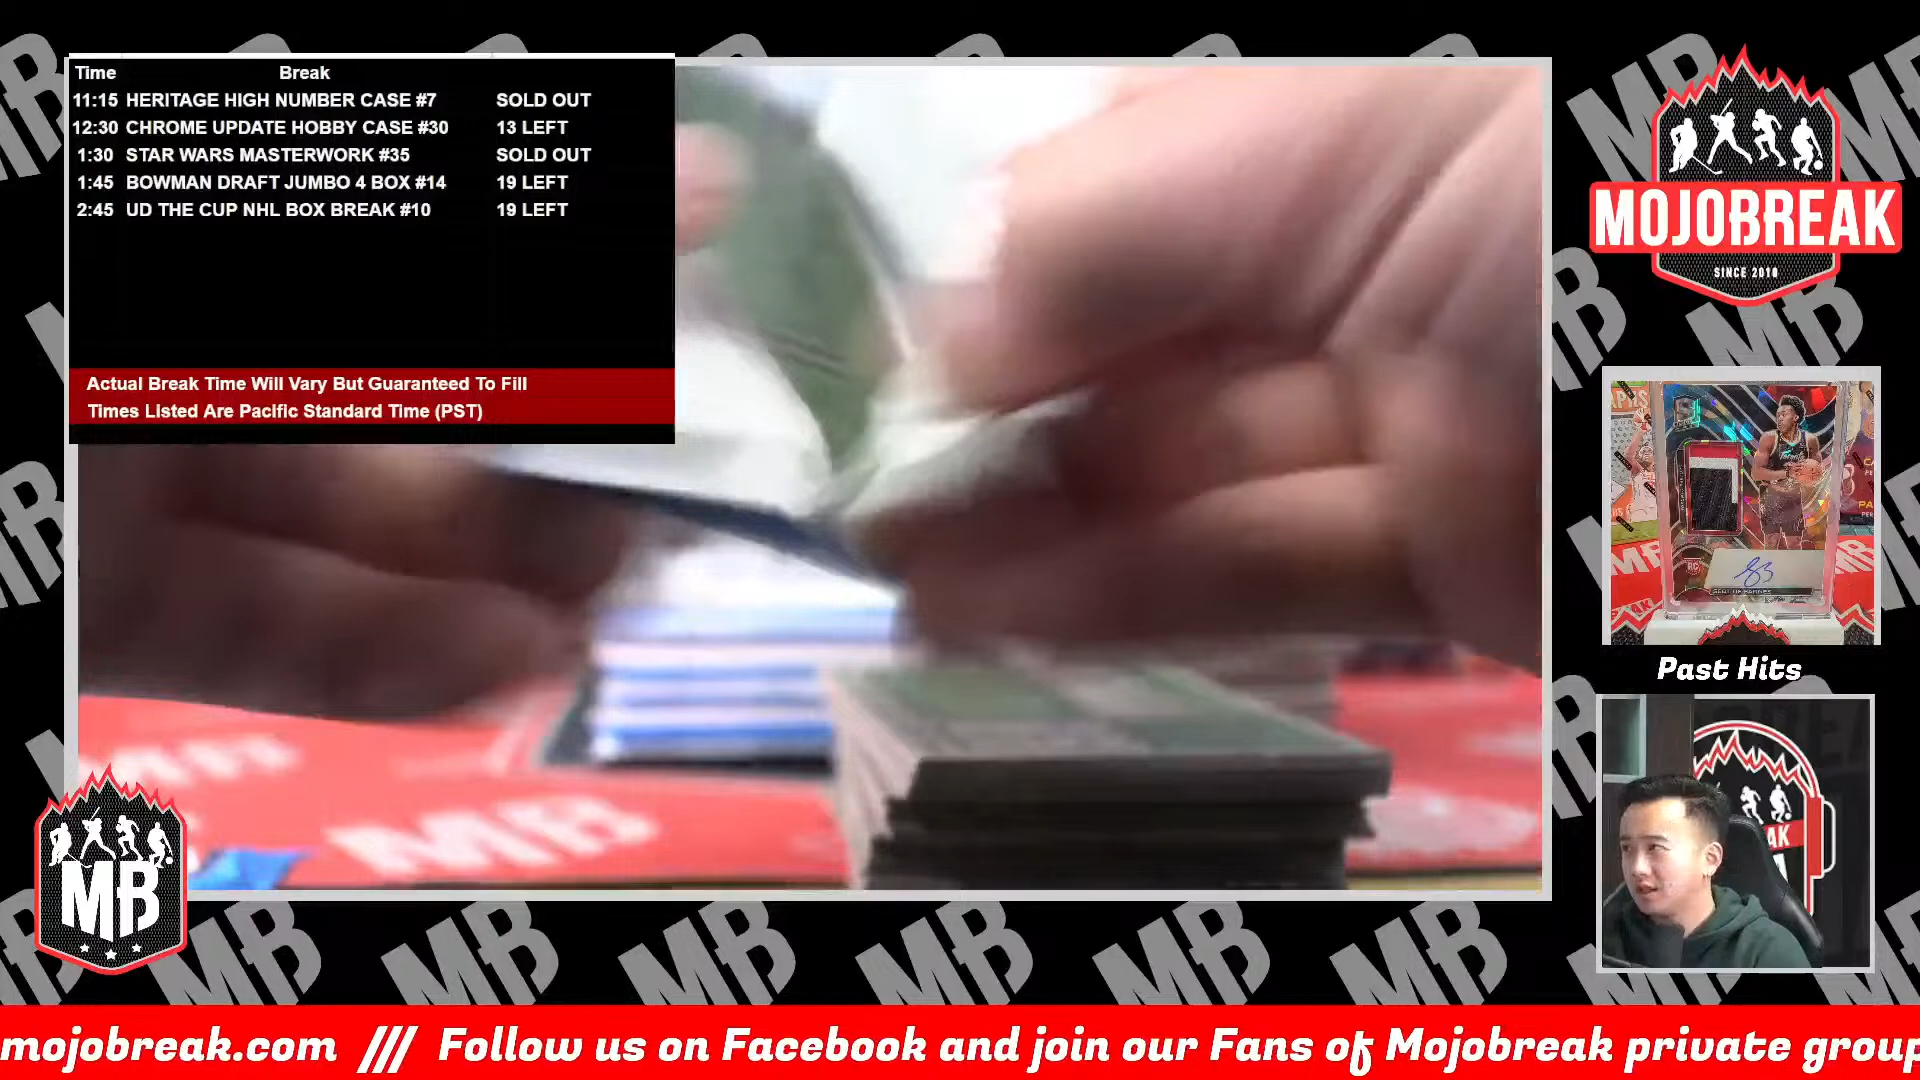 Time Break
11:15 HERITAGE HIGH NUMBER CASE #7 SOLD OUT
12:30 CHROME UPDATE HOBBY CASE #30 13 LEFT
1:30 STAR WARS MASTERWORK #35 SOLD OUT
1:45 BOWMAN DRAFT JUMBO 4 BOX #14 19 LEFT
2:45 UD THE CUP NHL BOX BREAK #10 19 LEFT
Actual Break Time Will Vary But Guaranteed To Fill
Times Listed Are Pacific Standard Time (PST)
MOJOBREAK
SINCE 2010
RC
Past Hits
MB
mojobreak.com /// Follow us on Facebook and join our Fans of Mojobreak private group